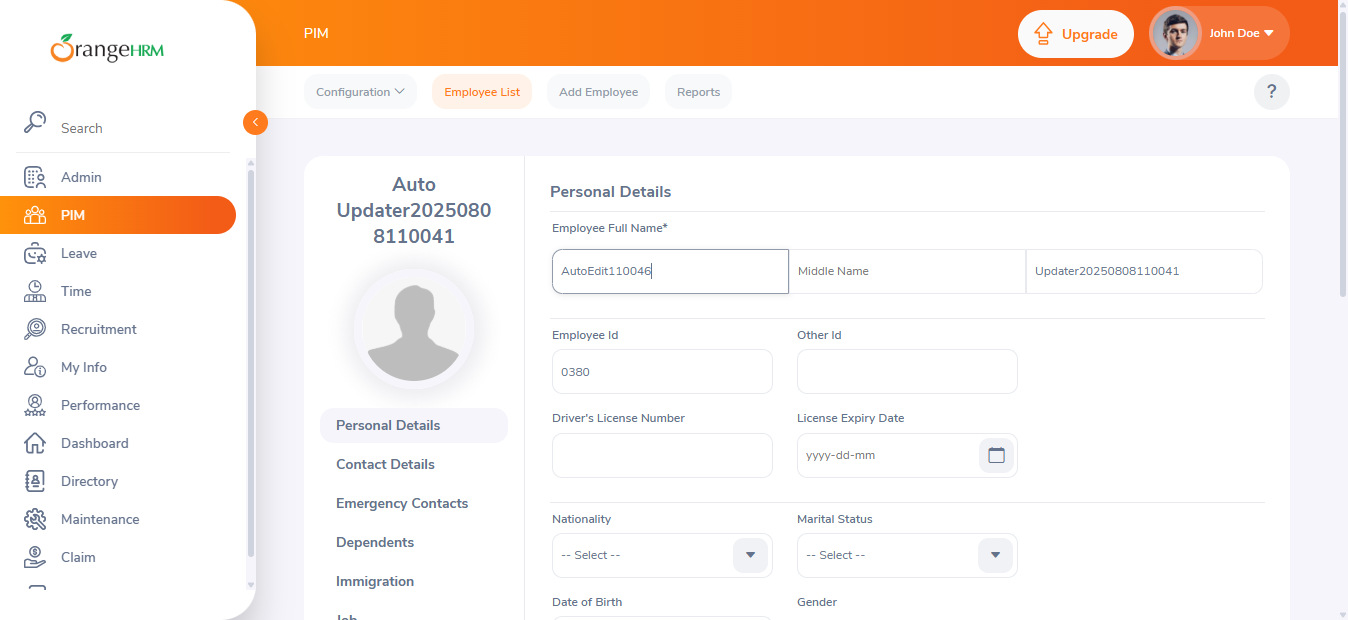 OrangeHRM
PIM
Upgrade
John Doe
Search
Configuration
Employee List
Add Employee
Reports
?
Admin
PIM
Leave
Time
Recruitment
My Info
Performance
Dashboard
Directory
Maintenance
Claim
Auto
Updater2025080
8110041
Personal Details
Contact Details
Emergency Contacts
Dependents
Immigration
Job
Personal Details
Employee Full Name*
AutoEdit110046
Middle Name
Updater20250808110041
Employee Id
Other Id
0380
Driver's License Number
License Expiry Date
yyyy-dd-mm
Nationality
Marital Status
-- Select --
-- Select --
Date of Birth
Gender